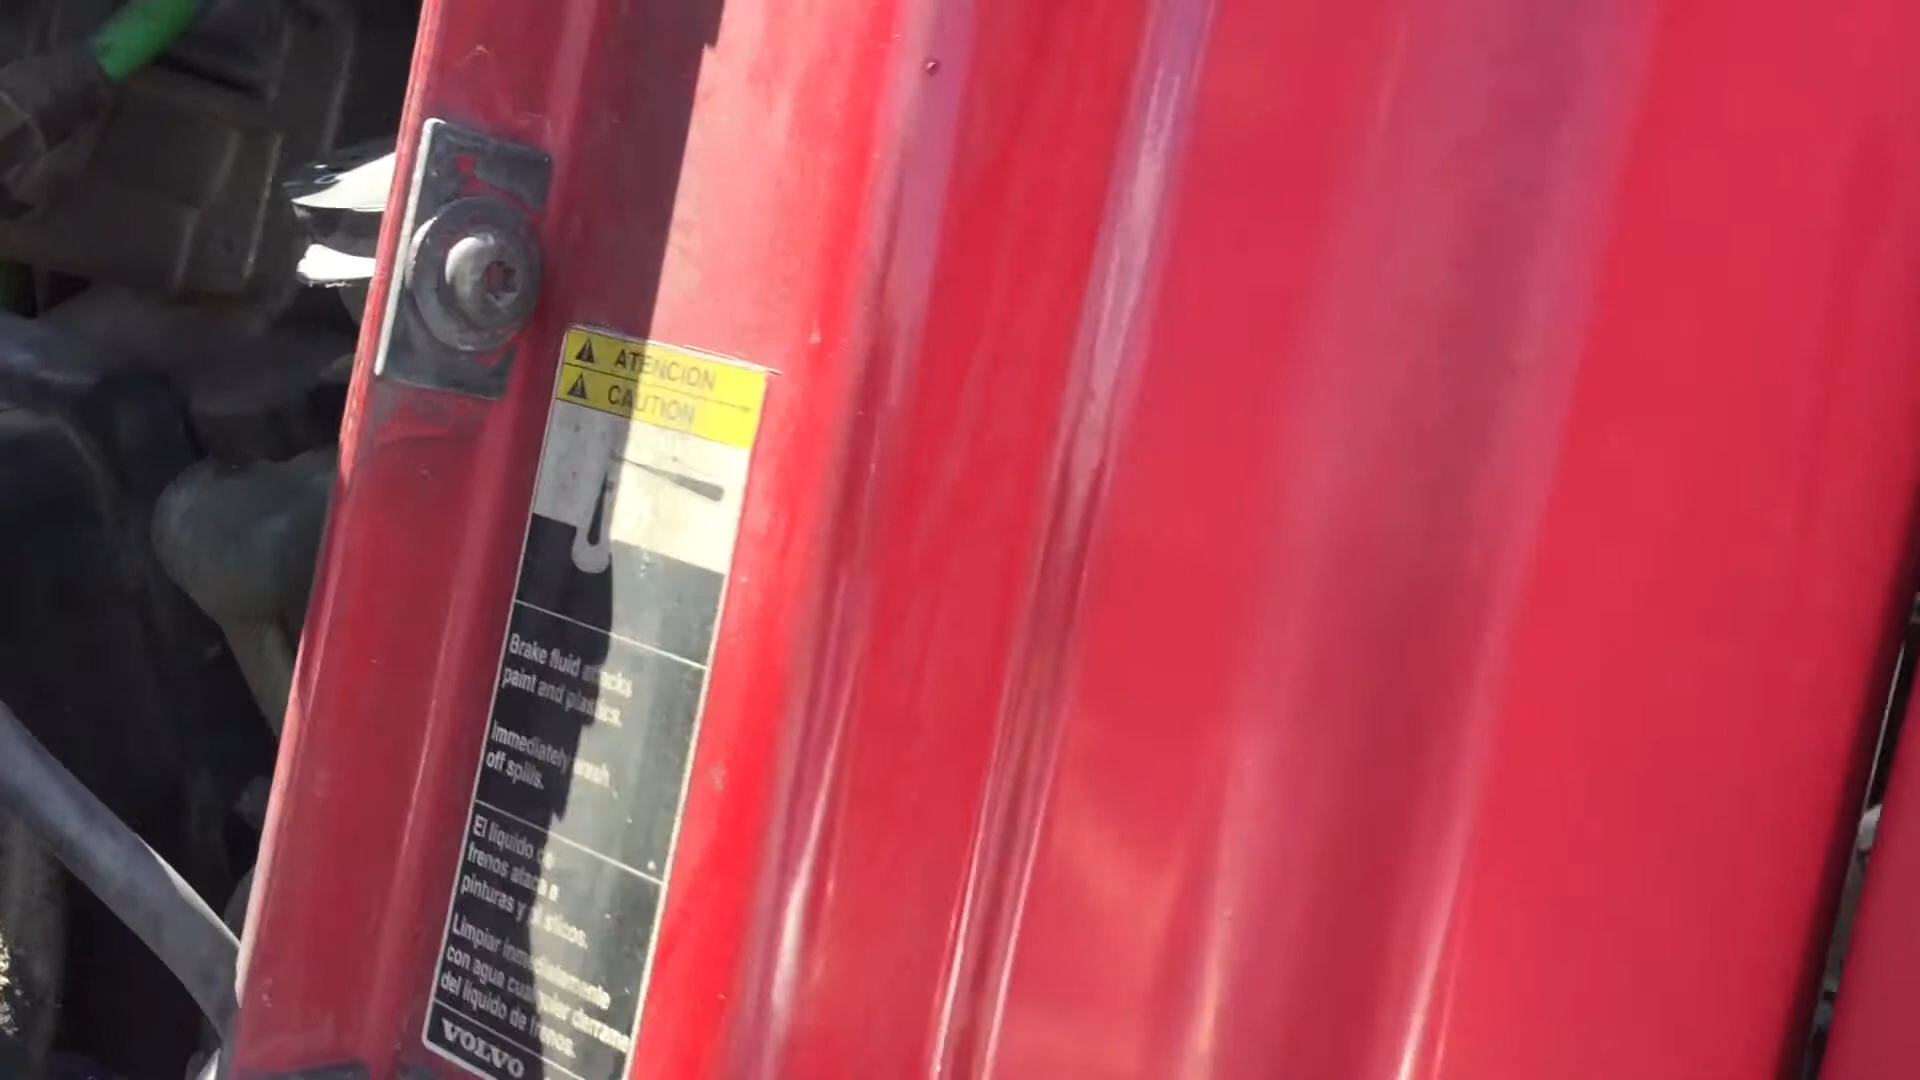 ATENCION
CAUTION
Brake fluid attacks
paint and plastics.
Immediately wash
off spills.
El liquido de
frenos ataca a
pinturas y plásticos.
Limpiar inmediatamente
con agua cualquier derrame
del liquido de frenos.
VOLVO